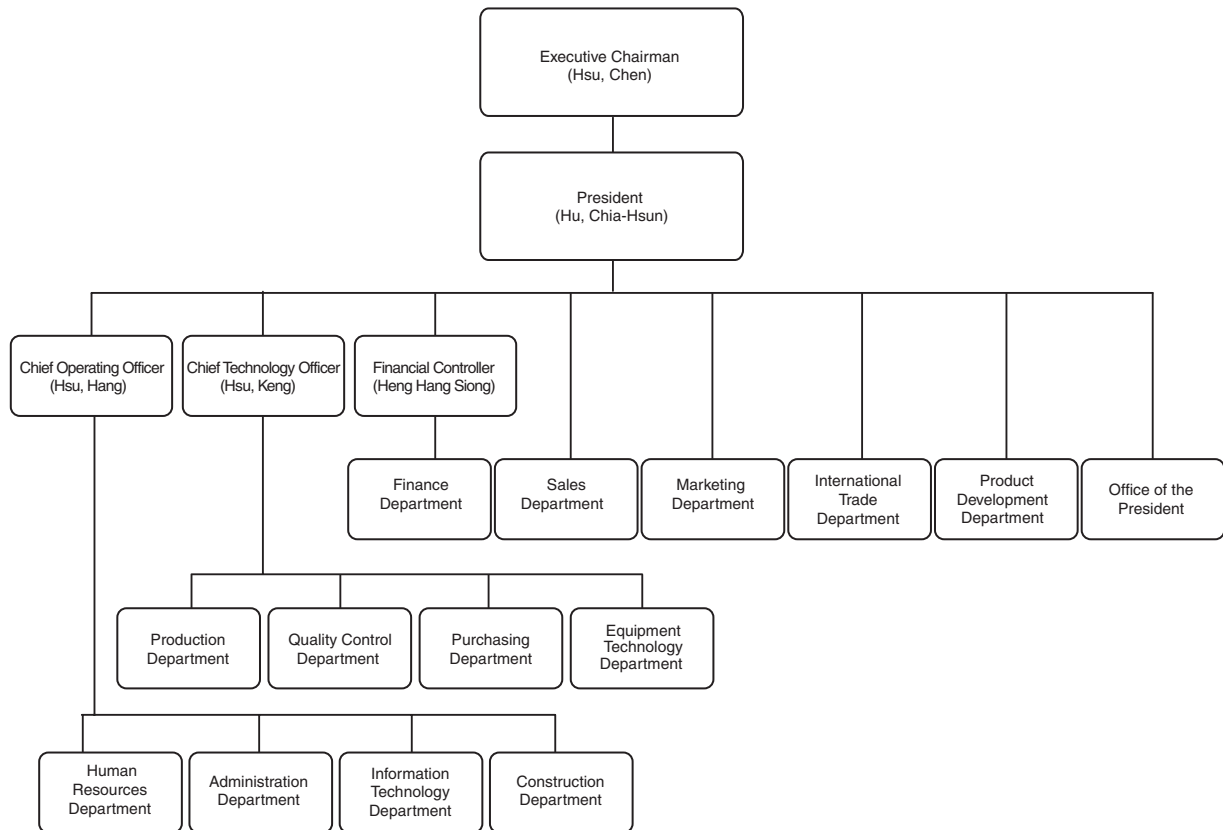 Executive Chairman
(Hsu, Chen)
President
(Hu, Chia-Hsun)
Chief Operating Officer
(Hsu, Hang)
Chief Technology Officer
(Hsu, Keng)
Financial Controller
(Heng Hang Siong)
Finance
Department
Sales
Department
Marketing
Department
International
Trade
Department
Product
Development
Department
Office of the
President
Production
Department
Quality Control
Department
Purchasing
Department
Equipment
Technology
Department
Human
Resources
Department
Administration
Department
Information
Technology
Department
Construction
Department